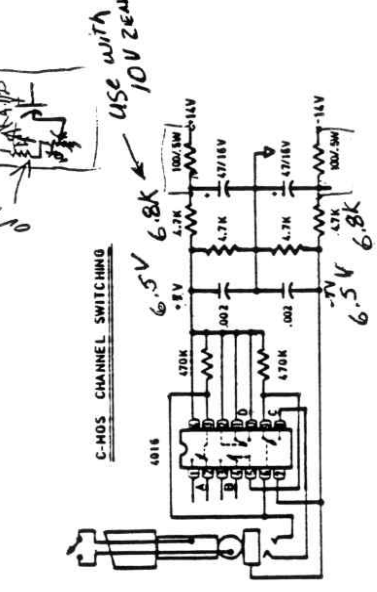 use with
10V ZEN
-14V
-14V
100/.5W
100/.5W
47/16V
47/16V
6.8K
4.7K
4.7K
4.7K
4.7K
6.8K
6.5V
+7V
.002
.002
-7V
6.5V
C-MOS CHANNEL SWITCHING
470K
470K
4016
A
B
D
C